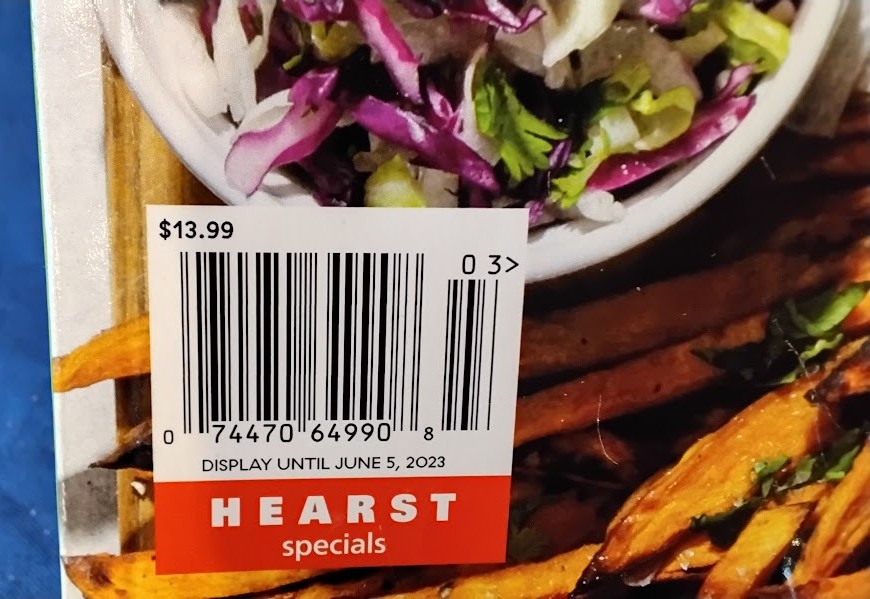 $13.99
0 3>
0 74470 64990 8
DISPLAY UNTIL JUNE 5, 2023
HEARST
specials